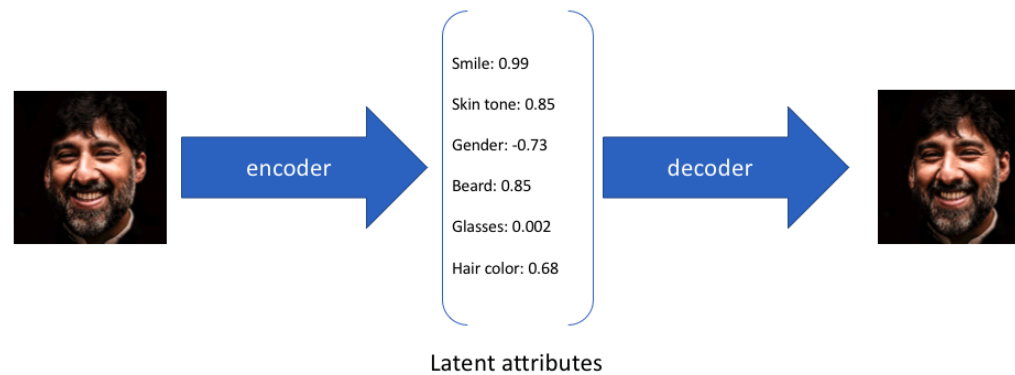 encoder
Smile: 0.99
Skin tone: 0.85
Gender: -0.73
Beard: 0.85
Glasses: 0.002
Hair color: 0.68
decoder
Latent attributes